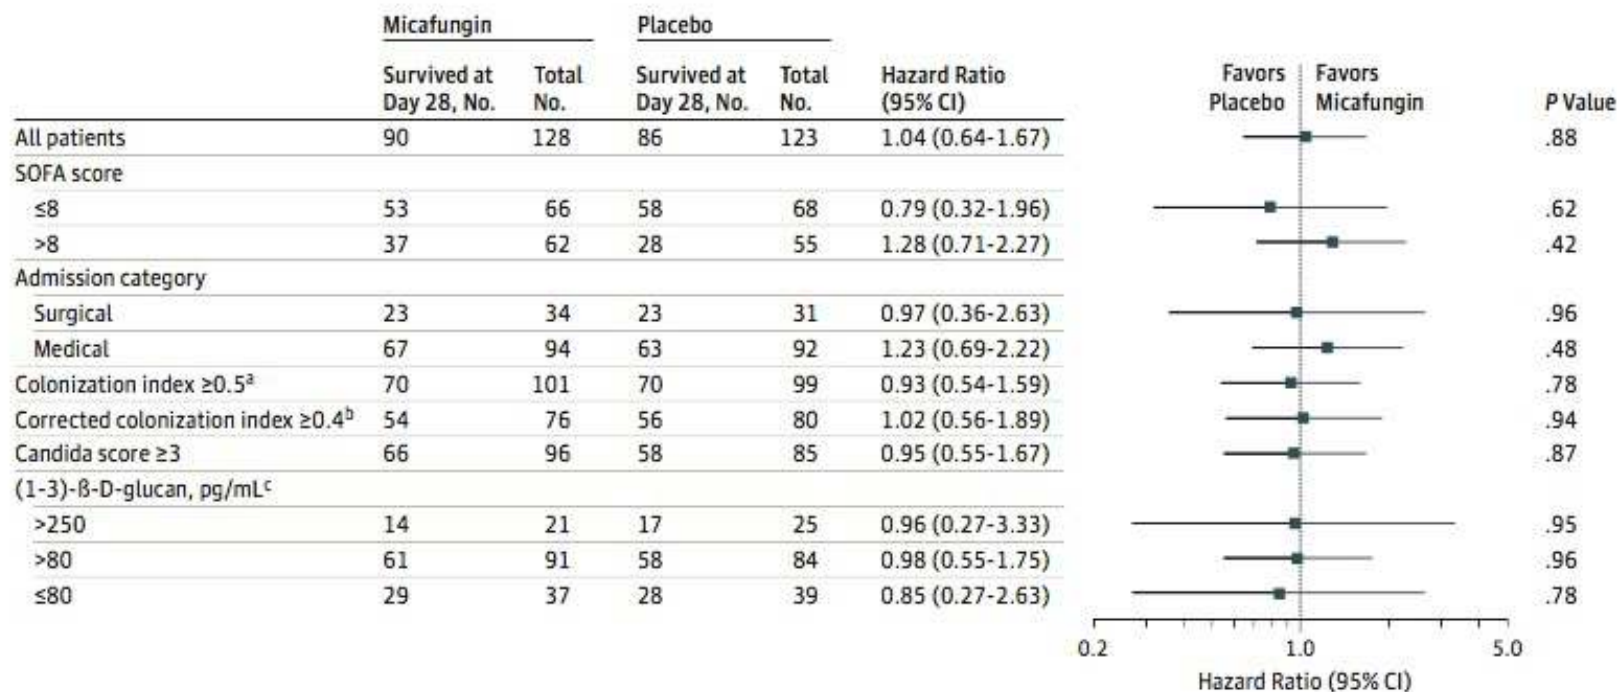 Micafungin Placebo
Survived at Day 28, No. Total No. Survived at Day 28, No. Total No. Hazard Ratio (95% CI) Favors Placebo Favors Micafungin P Value
All patients 90 128 86 123 1.04 (0.64-1.67) .88
SOFA score
≤8 53 66 58 68 0.79 (0.32-1.96) .62
>8 37 62 28 55 1.28 (0.71-2.27) .42
Admission category
Surgical 23 34 23 31 0.97 (0.36-2.63) .96
Medical 67 94 63 92 1.23 (0.69-2.22) .48
Colonization index ≥0.5a 70 101 70 99 0.93 (0.54-1.59) .78
Corrected colonization index ≥0.4b 54 76 56 80 1.02 (0.56-1.89) .94
Candida score ≥3 66 96 58 85 0.95 (0.55-1.67) .87
(1-3)-ß-D-glucan, pg/mLc
>250 14 21 17 25 0.96 (0.27-3.33) .95
>80 61 91 58 84 0.98 (0.55-1.75) .96
≤80 29 37 28 39 0.85 (0.27-2.63) .78
0.2 1.0 5.0
Hazard Ratio (95% CI)